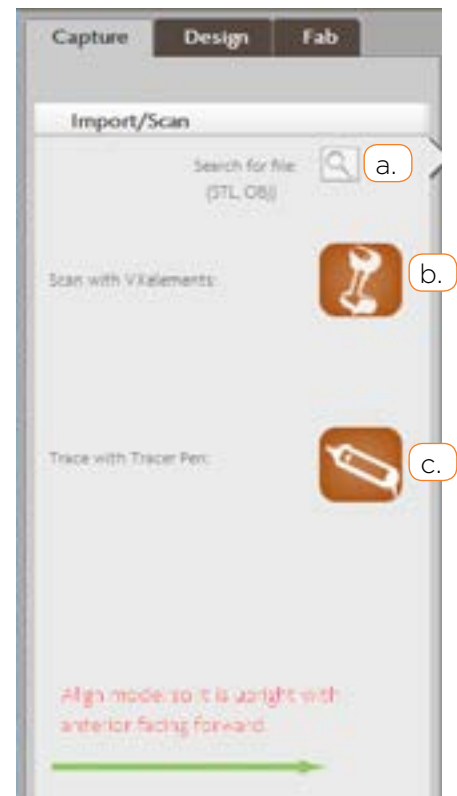 Capture Design Fab
Import/Scan
Search for file:
(STL, OBJ)
a.
Scan with VXelements:
b.
Trace with Tracer Pen:
c.
Align model so it is upright with
anterior facing forward.